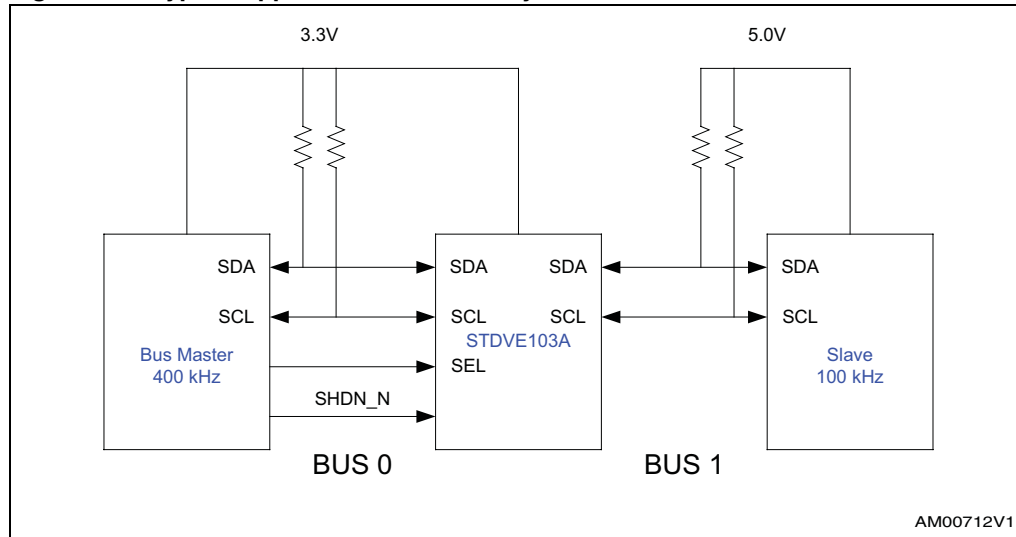 3.3V
5.0V
SDA
SDA
SDA
SDA
SCL
SCL
SCL
SCL
STDVE103A
Bus Master
400 kHz
SEL
Slave
100 kHz
SHDN_N
BUS 0
BUS 1
AM00712V1